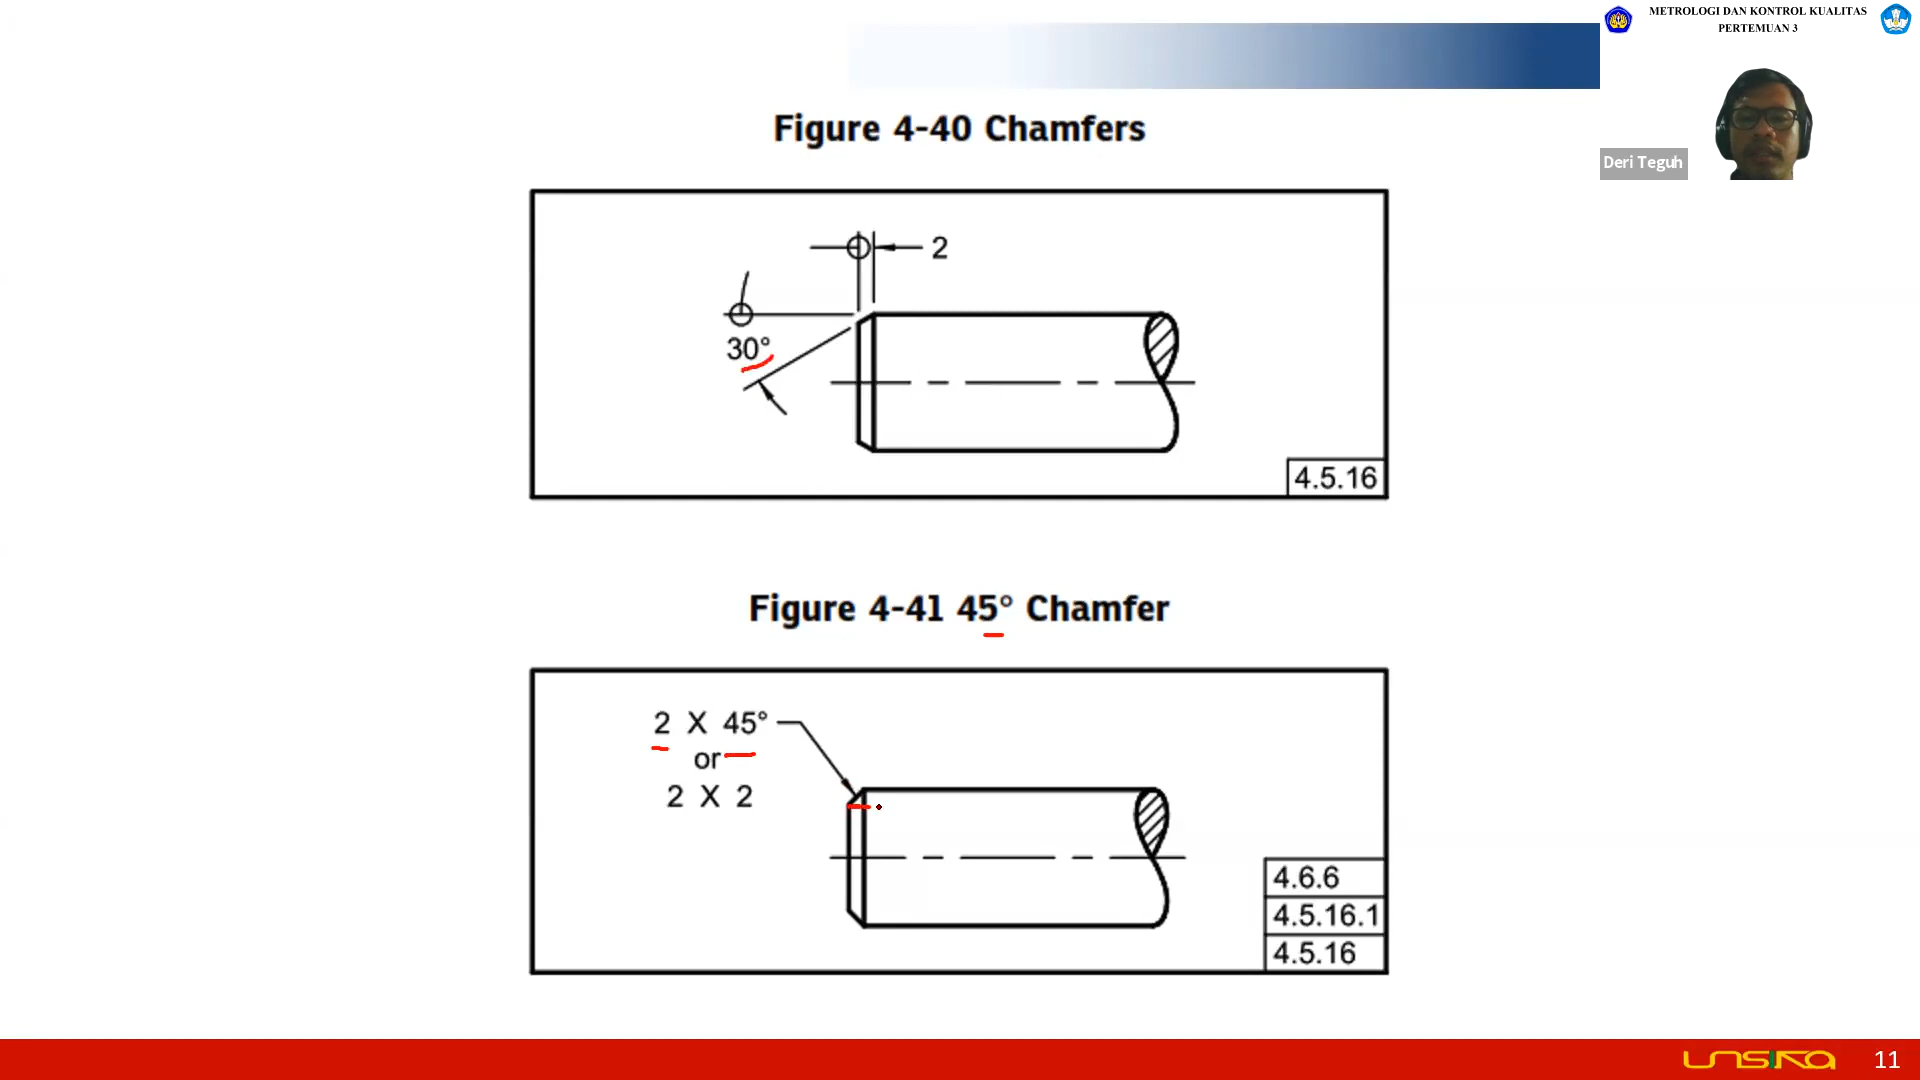 METROLOGI DAN KONTROL KUALITAS
PERTEMUAN 3
Deri Teguh
Figure 4-40 Chamfers
2
30°
4.5.16
Figure 4-41 45° Chamfer
2 X 45°
or
2 X 2
4.6.6
4.5.16.1
4.5.16
UNSIKA
11